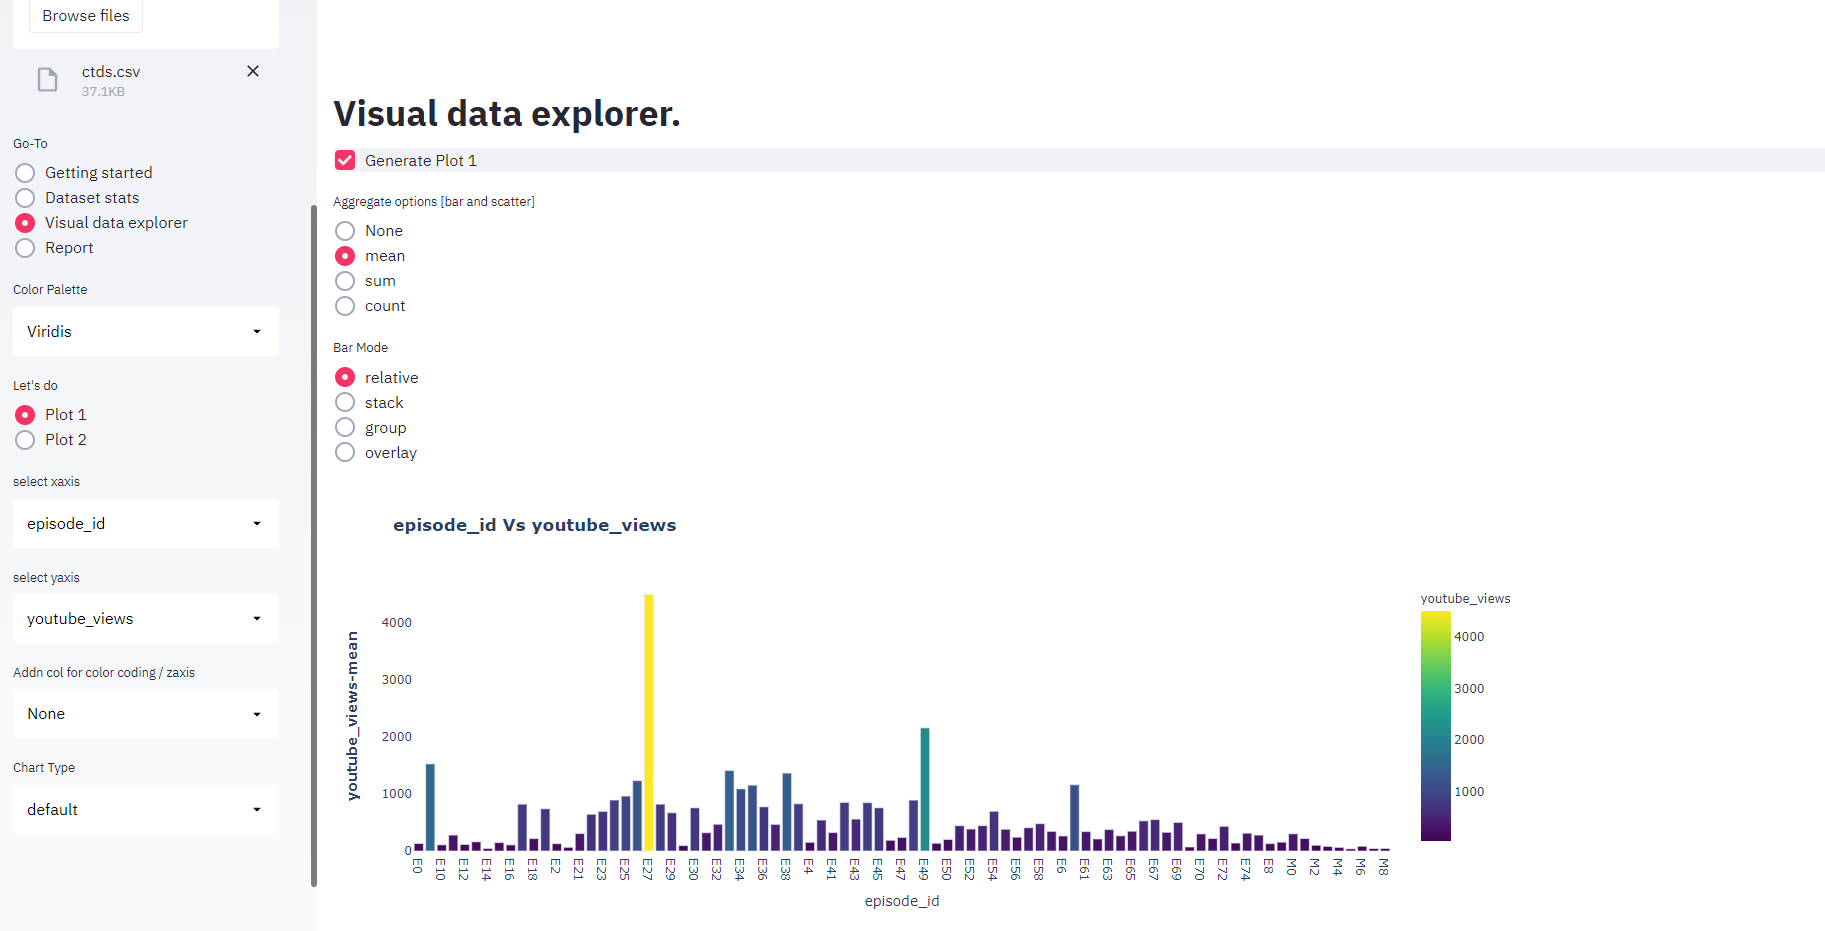 Browse files
ctds.csv
37.1KB
Go-To
Getting started
Dataset stats
Visual data explorer
Report
Color Palette
Viridis
Let's do
Plot 1
Plot 2
select xaxis
episode_id
select yaxis
youtube_views
Addn col for color coding / zaxis
None
Chart Type
default
Visual data explorer.
Generate Plot 1
Aggregate options [bar and scatter]
None
mean
sum
count
Bar Mode
relative
stack
group
overlay
episode_id Vs youtube_views
youtube_views-mean
4000
3000
2000
1000
0
E0 E10 E12 E14 E16 E18 E2 E21 E23 E25 E27 E29 E30 E32 E34 E36 E38 E4 E41 E43 E45 E47 E49 E50 E52 E54 E56 E58 E6 E61 E63 E65 E67 E69 E70 E72 E74 E8 M0 M2 M4 M6 M8
episode_id
youtube_views
4000
3000
2000
1000